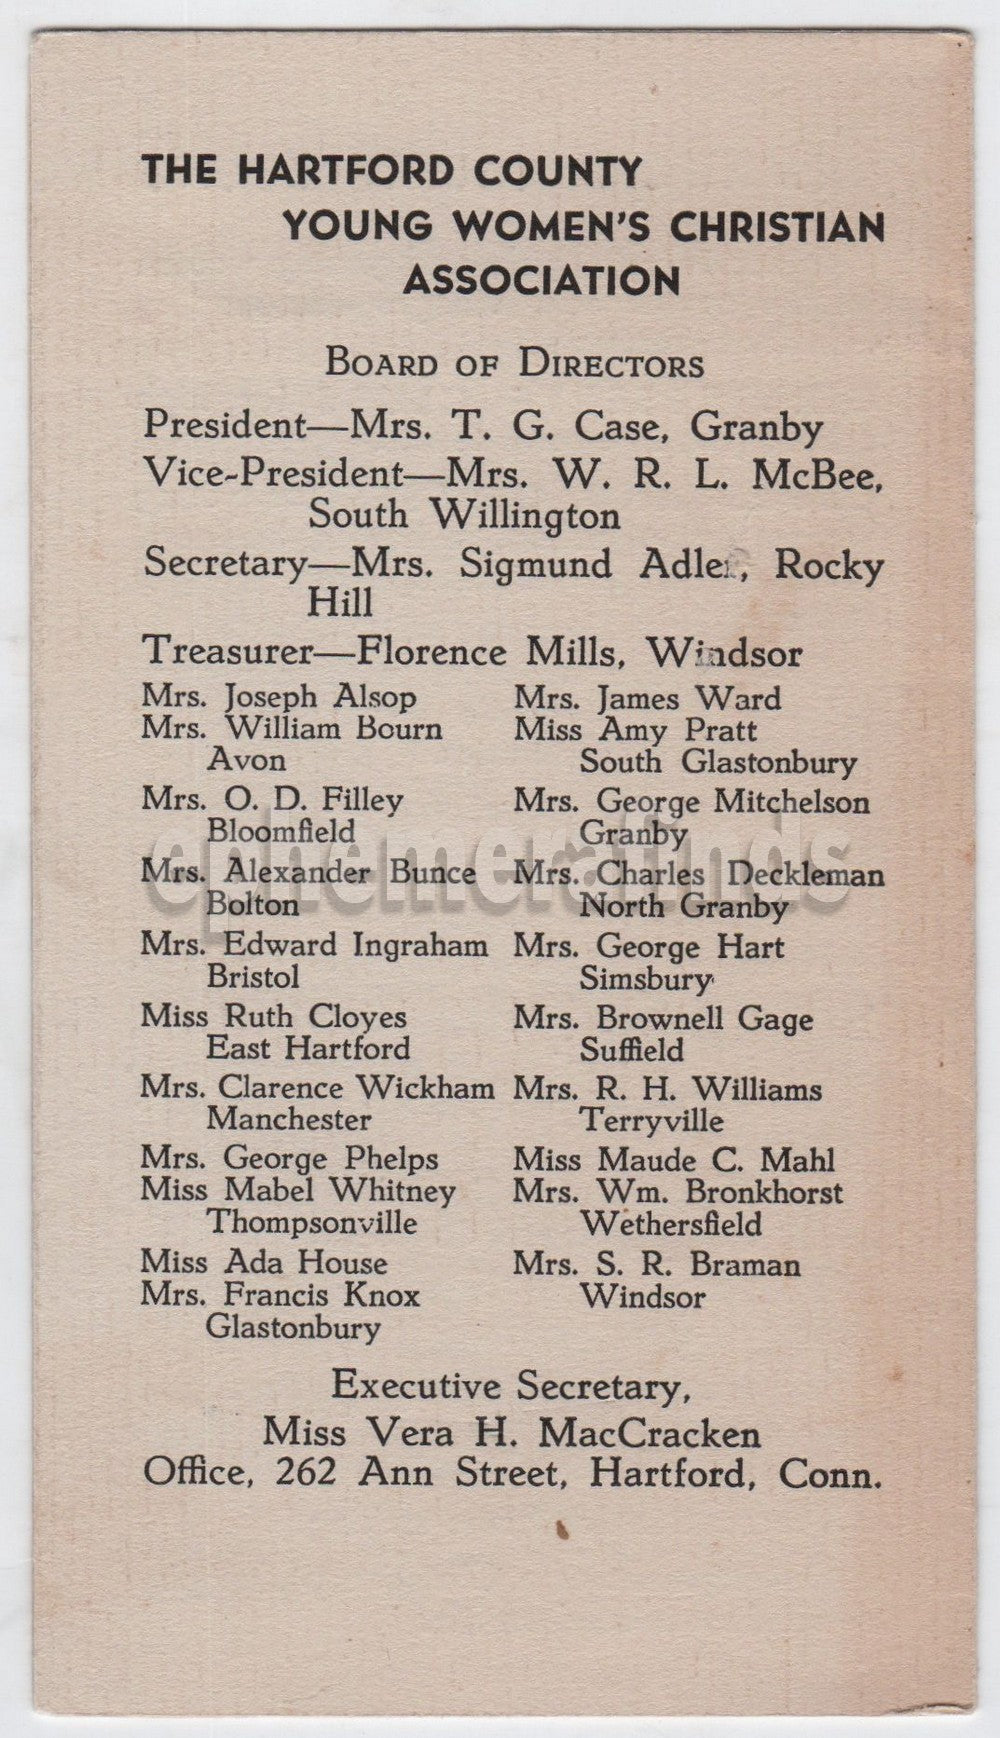 THE HARTFORD COUNTY
YOUNG WOMEN'S CHRISTIAN
ASSOCIATION
BOARD OF DIRECTORS
President—Mrs. T. G. Case, Granby
Vice-President—Mrs. W. R. L. McBee,
South Willington
Secretary—Mrs. Sigmund Adler, Rocky
Hill
Treasurer—Florence Mills, Windsor
Mrs. Joseph Alsop
Mrs. William Bourn
Avon
Mrs. O. D. Filley
Bloomfield
Mrs. Alexander Bunce
Bolton
Mrs. Edward Ingraham
Bristol
Miss Ruth Cloyes
East Hartford
Mrs. Clarence Wickham
Manchester
Mrs. George Phelps
Miss Mabel Whitney
Thompsonville
Miss Ada House
Mrs. Francis Knox
Glastonbury
Mrs. James Ward
Miss Amy Pratt
South Glastonbury
Mrs. George Mitchelson
Granby
Mrs. Charles Deckleman
North Granby
Mrs. George Hart
Simsbury
Mrs. Brownell Gage
Suffield
Mrs. R. H. Williams
Terryville
Miss Maude C. Mahl
Mrs. Wm. Bronkhorst
Wethersfield
Mrs. S. R. Braman
Windsor
Executive Secretary,
Miss Vera H. MacCracken
Office, 262 Ann Street, Hartford, Conn.
ephemerafinds